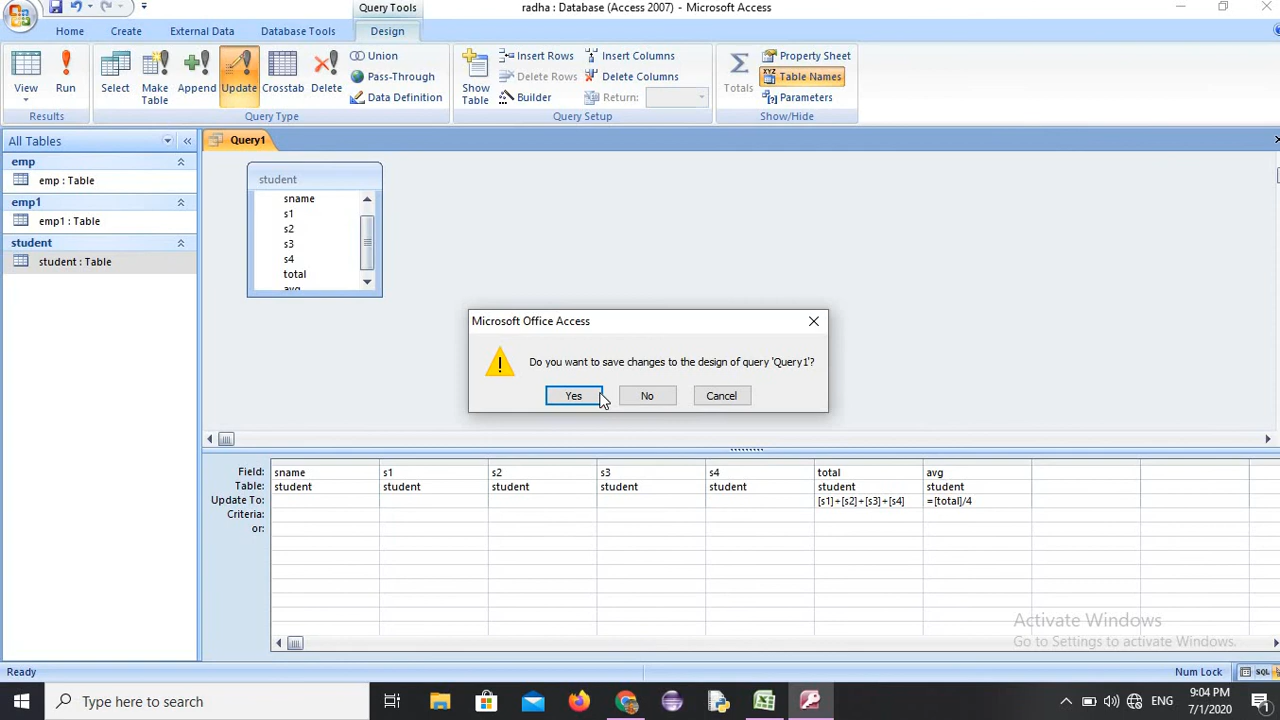 Query Tools
radha : Database (Access 2007) - Microsoft Access
Home
Create
External Data
Database Tools
Design
View
Run
Select
Make Table
Append
Update
Crosstab
Delete
Union
Pass-Through
Data Definition
Show Table
Insert Rows
Delete Rows
Builder
Insert Columns
Delete Columns
Return:
Totals
Property Sheet
XYZ Table Names
Parameters
Results
Query Type
Query Setup
Show/Hide
All Tables
emp
emp : Table
emp1
emp1 : Table
student
student : Table
Query1
student
sname
s1
s2
s3
s4
total
avg
Microsoft Office Access
Do you want to save changes to the design of query 'Query1'?
Yes
No
Cancel
Field: sname s1 s2 s3 s4 total avg
Table: student student student student student student student
Update To: [s1]+[s2]+[s3]+[s4] =[total]/4
Criteria:
or:
Activate Windows
Go to Settings to activate Windows.
Ready
Num Lock
SQL
Type here to search
ENG
9:04 PM
7/1/2020
1